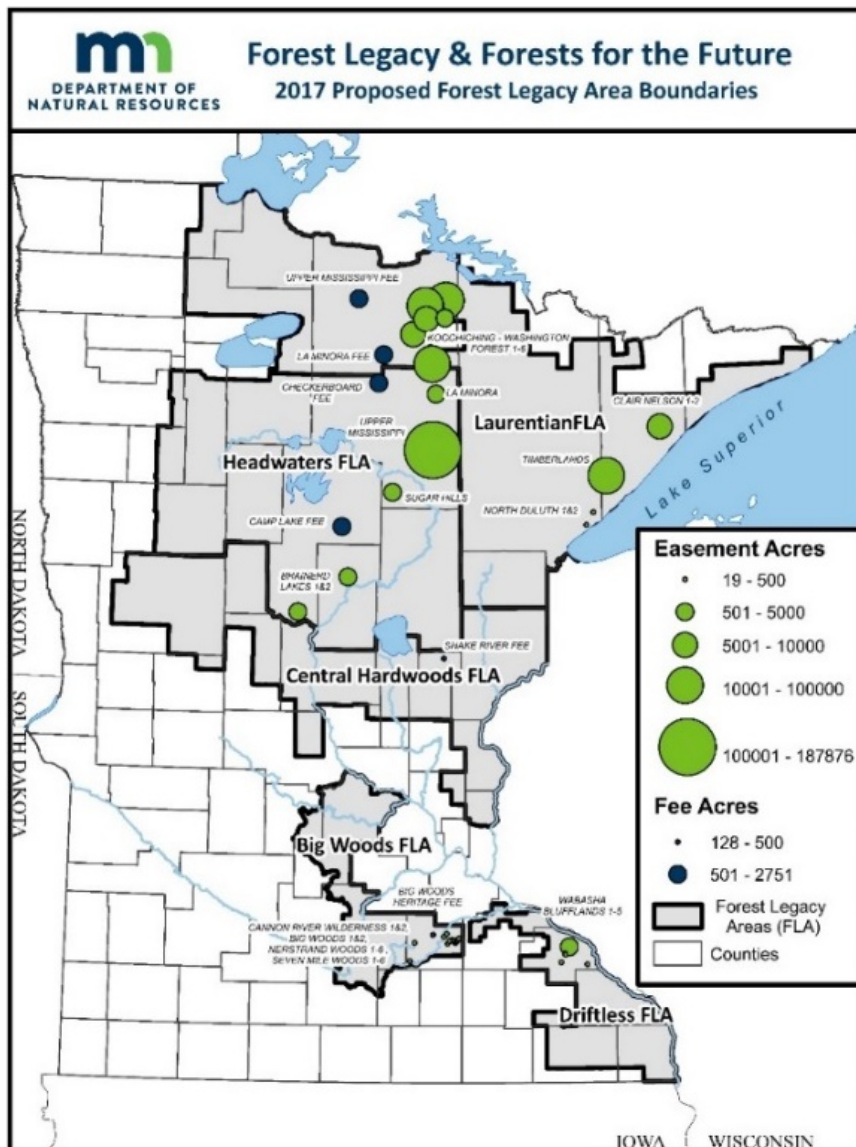 Forest Legacy & Forests for the Future
2017 Proposed Forest Legacy Area Boundaries
DEPARTMENT OF
NATURAL RESOURCES
UPPER MISSISSIPPI FEE
KOOCHICHING - WASHINGTON
FOREST 1-6
LA MINORA FEE
CHECKERBOARD
FEE
LA MINORA
CLAIR NELSON 1-2
UPPER
MISSISSIPPI
LaurentianFLA
Headwaters FLA
TIMBERLANDS
SUGAR HILLS
NORTH DULUTH 1&2
Lake Superior
CAMP LAKE FEE
BRAINERD
LAKES 1&2
SNAKE RIVER FEE
Central Hardwoods FLA
NORTH DAKOTA
SOUTH DAKOTA
Big Woods FLA
BIG WOODS
HERITAGE FEE
WABASHA
BLUFFLANDS 1-5
CANNON RIVER WILDERNESS 1&2,
BIG WOODS 1&2,
NERSTRAND WOODS 1-6,
SEVEN MILE WOODS 1-6
Driftless FLA
IOWA
WISCONSIN
Easement Acres
19 - 500
501 - 5000
5001 - 10000
10001 - 100000
100001 - 187876
Fee Acres
128 - 500
501 - 2751
Forest Legacy
Areas (FLA)
Counties